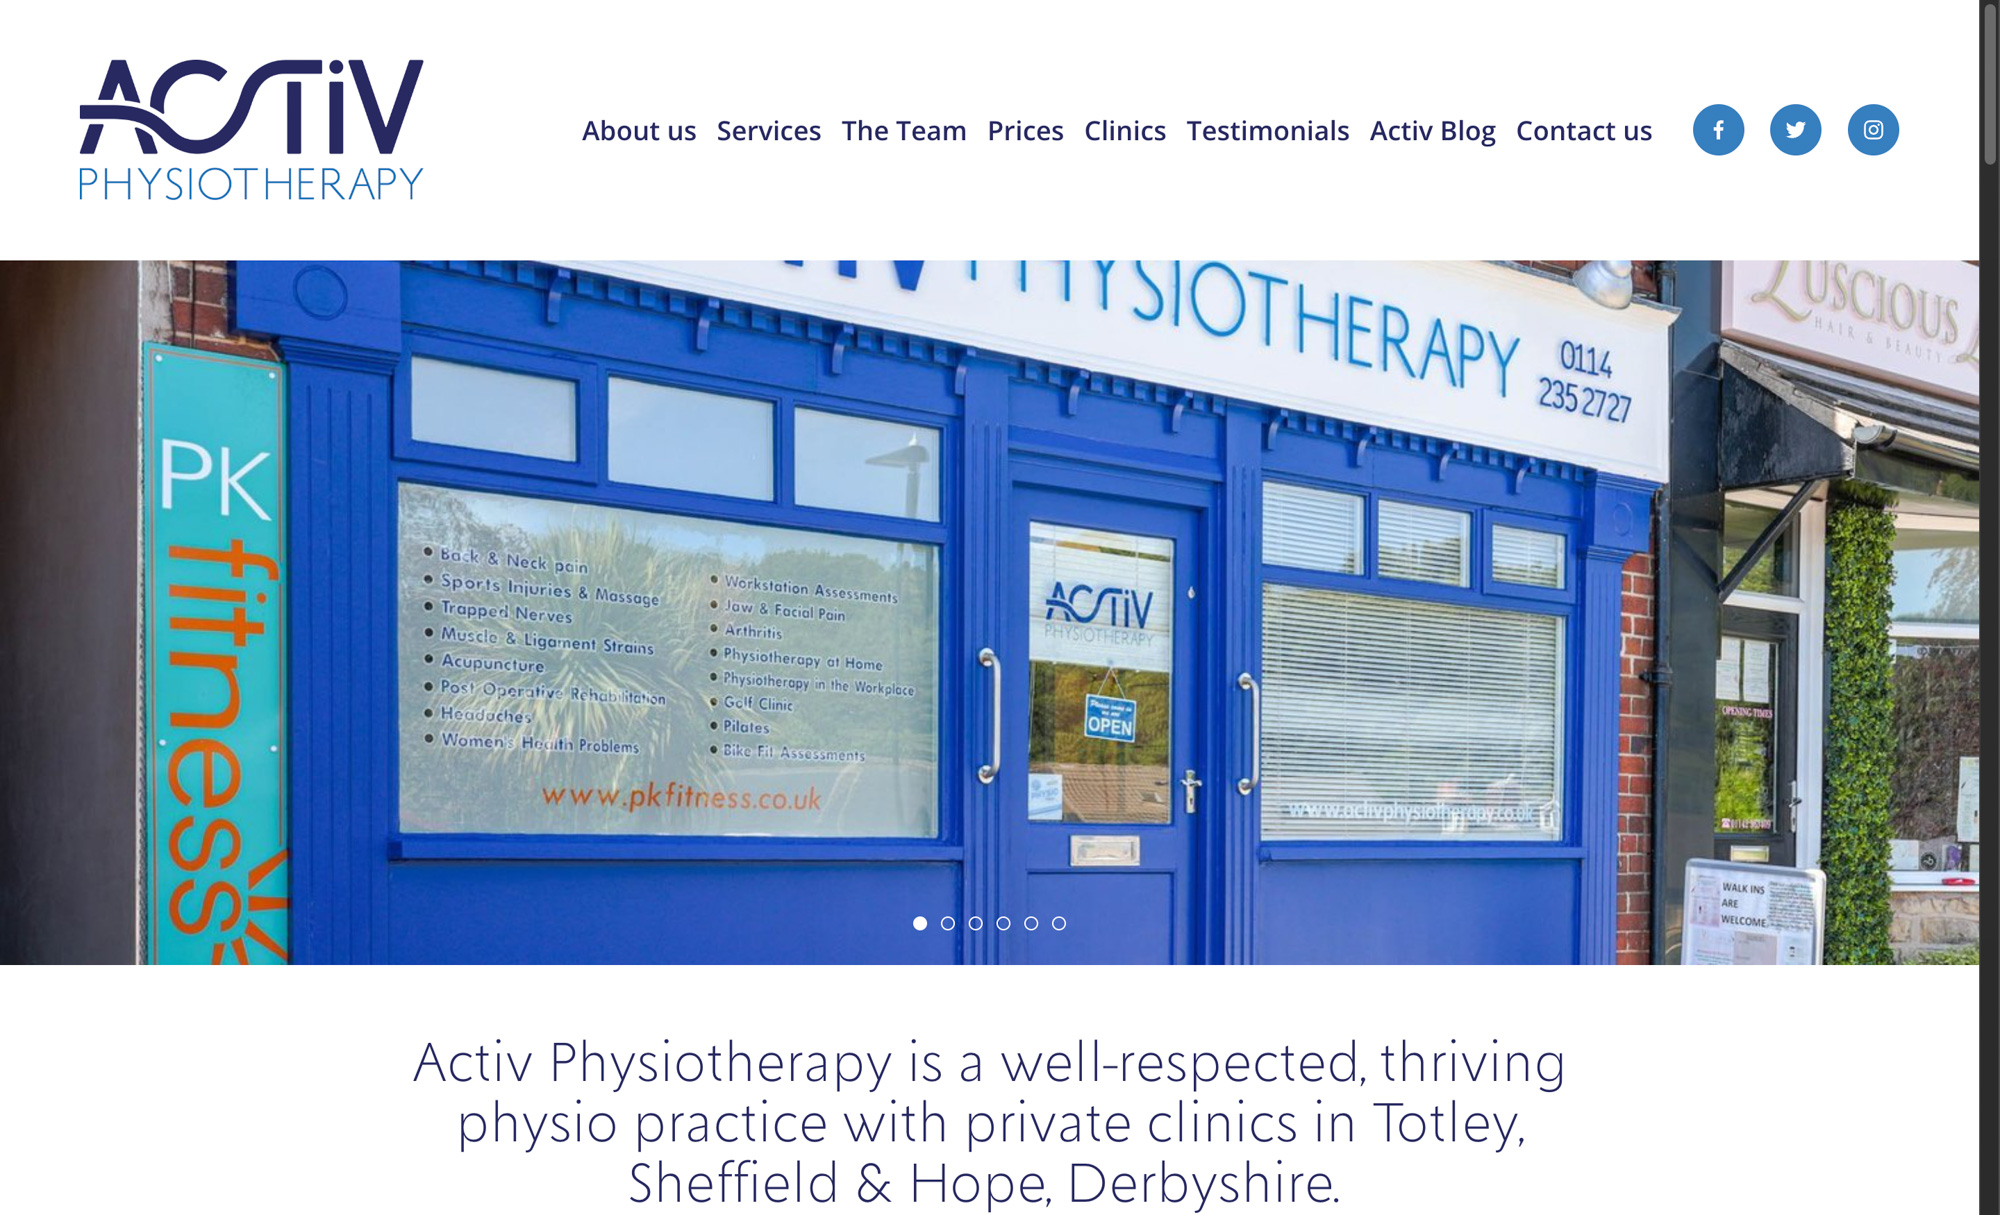 ACTiV
PHYSIOTHERAPY
About us Services The Team Prices Clinics Testimonials Activ Blog Contact us
PHYSIOTHERAPY
0114
235 2727
LUSCIOUS
HAIR & BEAUTY
PK
fitness
• Back & Neck pain
• Sports Injuries & Massage
• Trapped Nerves
• Muscle & Ligament Strains
• Acupuncture
• Post Operative Rehabilitation
• Headaches
• Women's Health Problems
• Workstation Assessments
• Jaw & Facial Pain
• Arthritis
• Physiotherapy at Home
• Physiotherapy in the Workplace
• Golf Clinic
• Pilates
• Bike Fit Assessments
www.pkfitness.co.uk
ACTiV
PHYSIOTHERAPY
OPEN
www.activphysiotherapy.co.uk
OPENING TIMES
WALK INS
ARE
WELCOME
Activ Physiotherapy is a well-respected, thriving
physio practice with private clinics in Totley,
Sheffield & Hope, Derbyshire.